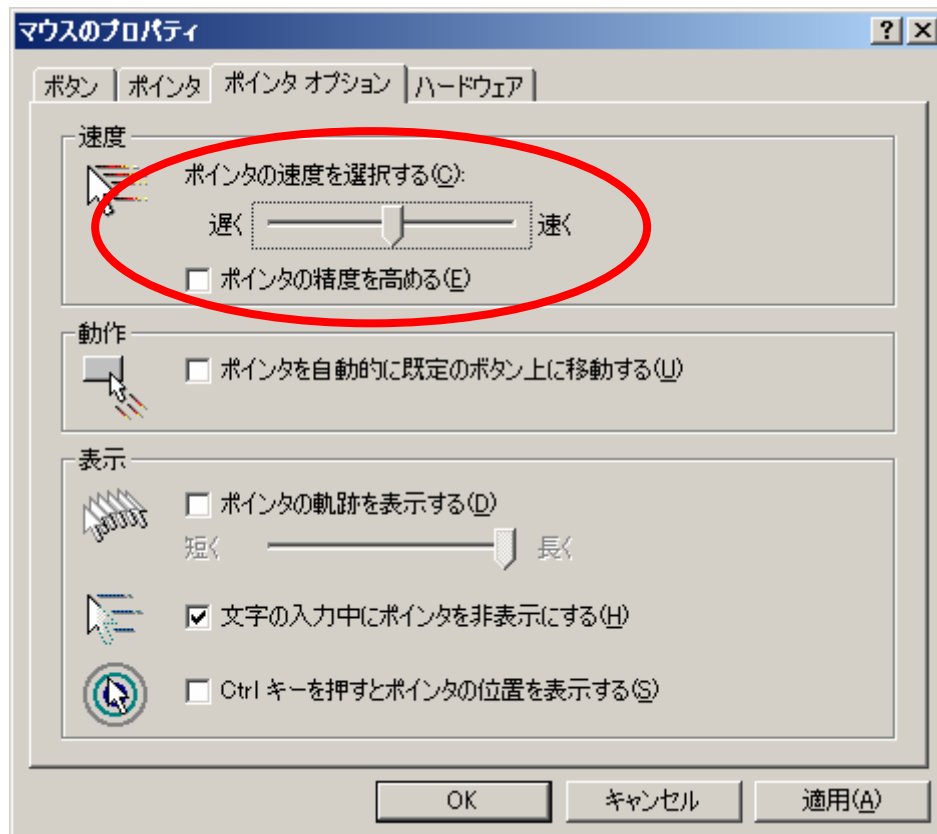 マウスのプロパティ
ボタン ポインタ ポインタ オプション ハードウェア
速度
ポインタの速度を選択する(C):
遅く 速く
ポインタの精度を高める(E)
動作
ポインタを自動的に既定のボタン上に移動する(U)
表示
ポインタの軌跡を表示する(D)
短く 長く
文字の入力中にポインタを非表示にする(H)
Ctrl キーを押すとポインタの位置を表示する(S)
OK キャンセル 適用(A)